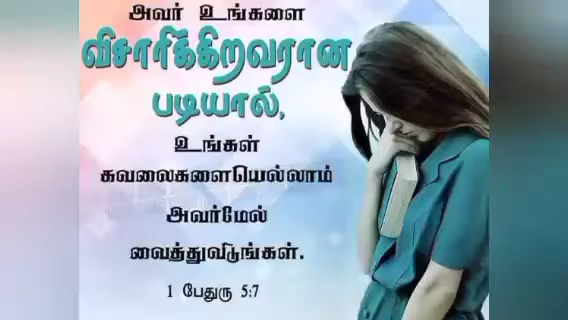 அவர் உங்களை
விசாரிக்கிறவரான
படியால்,
உங்கள்
கவலைகளையெல்லாம்
அவர்மேல்
வைத்துவிடுங்கள்.
1 பேதுரு 5:7